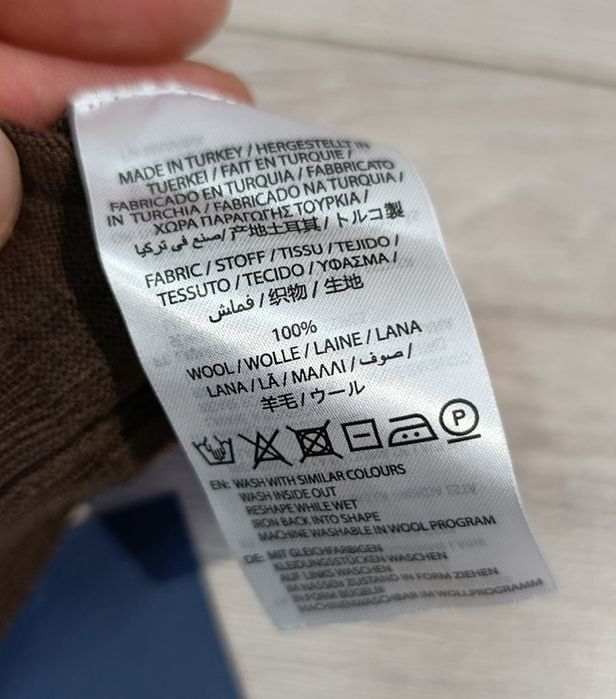 MADE IN TURKEY / HERGESTELLT IN
TUERKEI / FAIT EN TURQUIE /
FABRICADO EN TURQUIA / FABBRICATO
IN TURCHIA / FABRICADO NA TURQUIA /
ΧΩΡΑ ΠΑΡΑΓΩΓΗΣ ΤΟΥΡΚΙΑ /
صنع في تركيا / 产地土耳其 / トルコ製
FABRIC / STOFF / TISSU / TEJIDO /
TESSUTO / TECIDO / ΥΦΑΣΜΑ /
قماش / 织物 / 生地
100%
WOOL / WOLLE / LAINE / LANA
LANA / LÃ / ΜΑΛΛΙ / صوف /
羊毛 / ウール
P
EN: WASH WITH SIMILAR COLOURS
WASH INSIDE OUT
RESHAPE WHILE WET
IRON BACK INTO SHAPE
MACHINE WASHABLE IN WOOL PROGRAM
DE: MIT GLEICHFARBIGEN
KLEIDUNGSSTÜCKEN WASCHEN
AUF LINKS WASCHEN
IM NASSEN ZUSTAND IN FORM ZIEHEN
IN FORM BÜGELN
MASCHINENWASCHBAR IM WOLLPROGRAMM